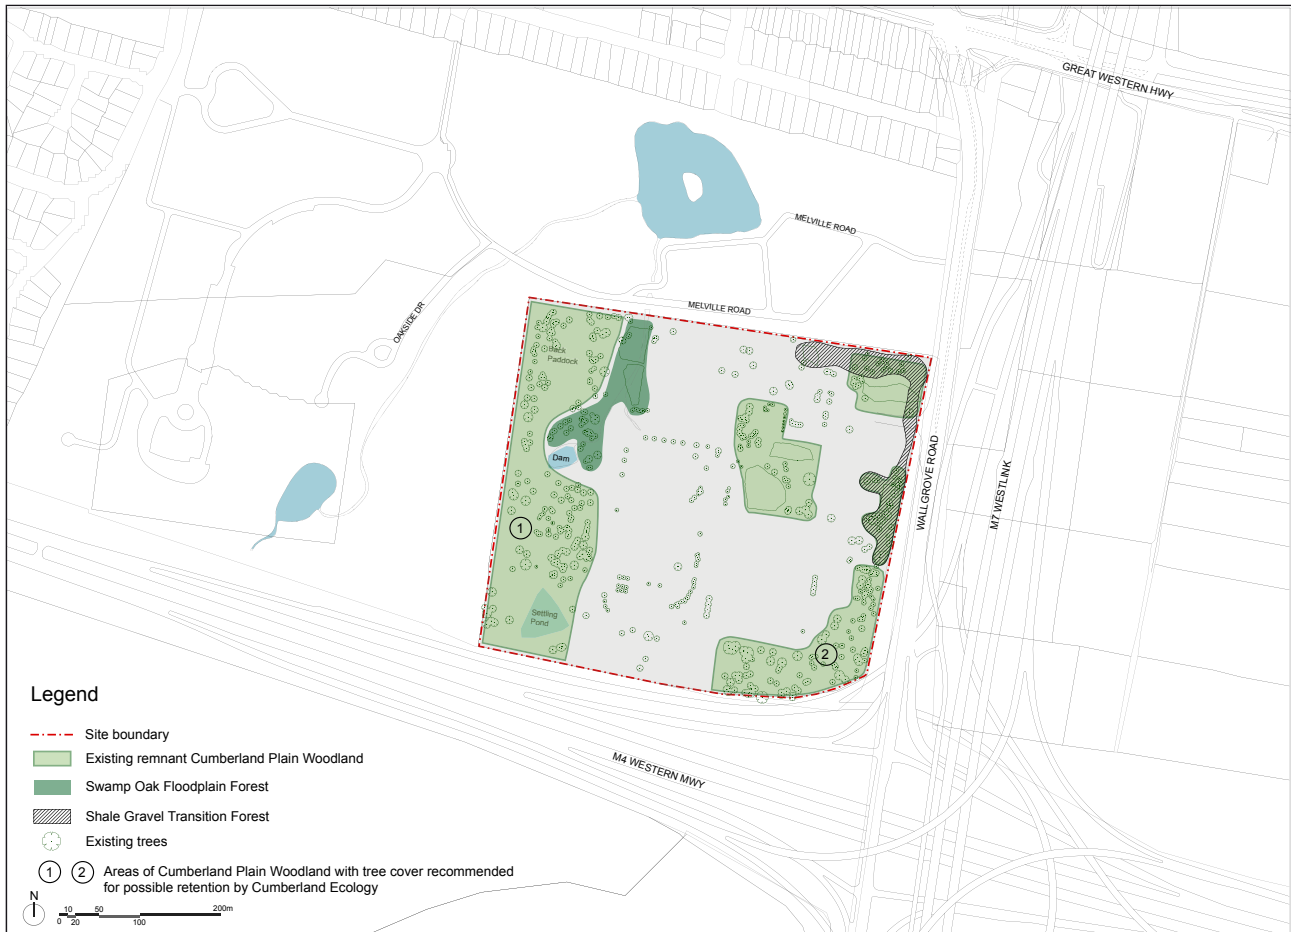 GREAT WESTERN HWY
MELVILLE ROAD
MELVILLE ROAD
OAKSIDE DR
Back
Paddock
Dam
WALLGROVE ROAD
M7 WESTLINK
1
Settling
Pond
2
M4 WESTERN MWY
Legend
Site boundary
Existing remnant Cumberland Plain Woodland
Swamp Oak Floodplain Forest
Shale Gravel Transition Forest
Existing trees
1 2 Areas of Cumberland Plain Woodland with tree cover recommended
for possible retention by Cumberland Ecology
N
10 50 200m
0 20 100